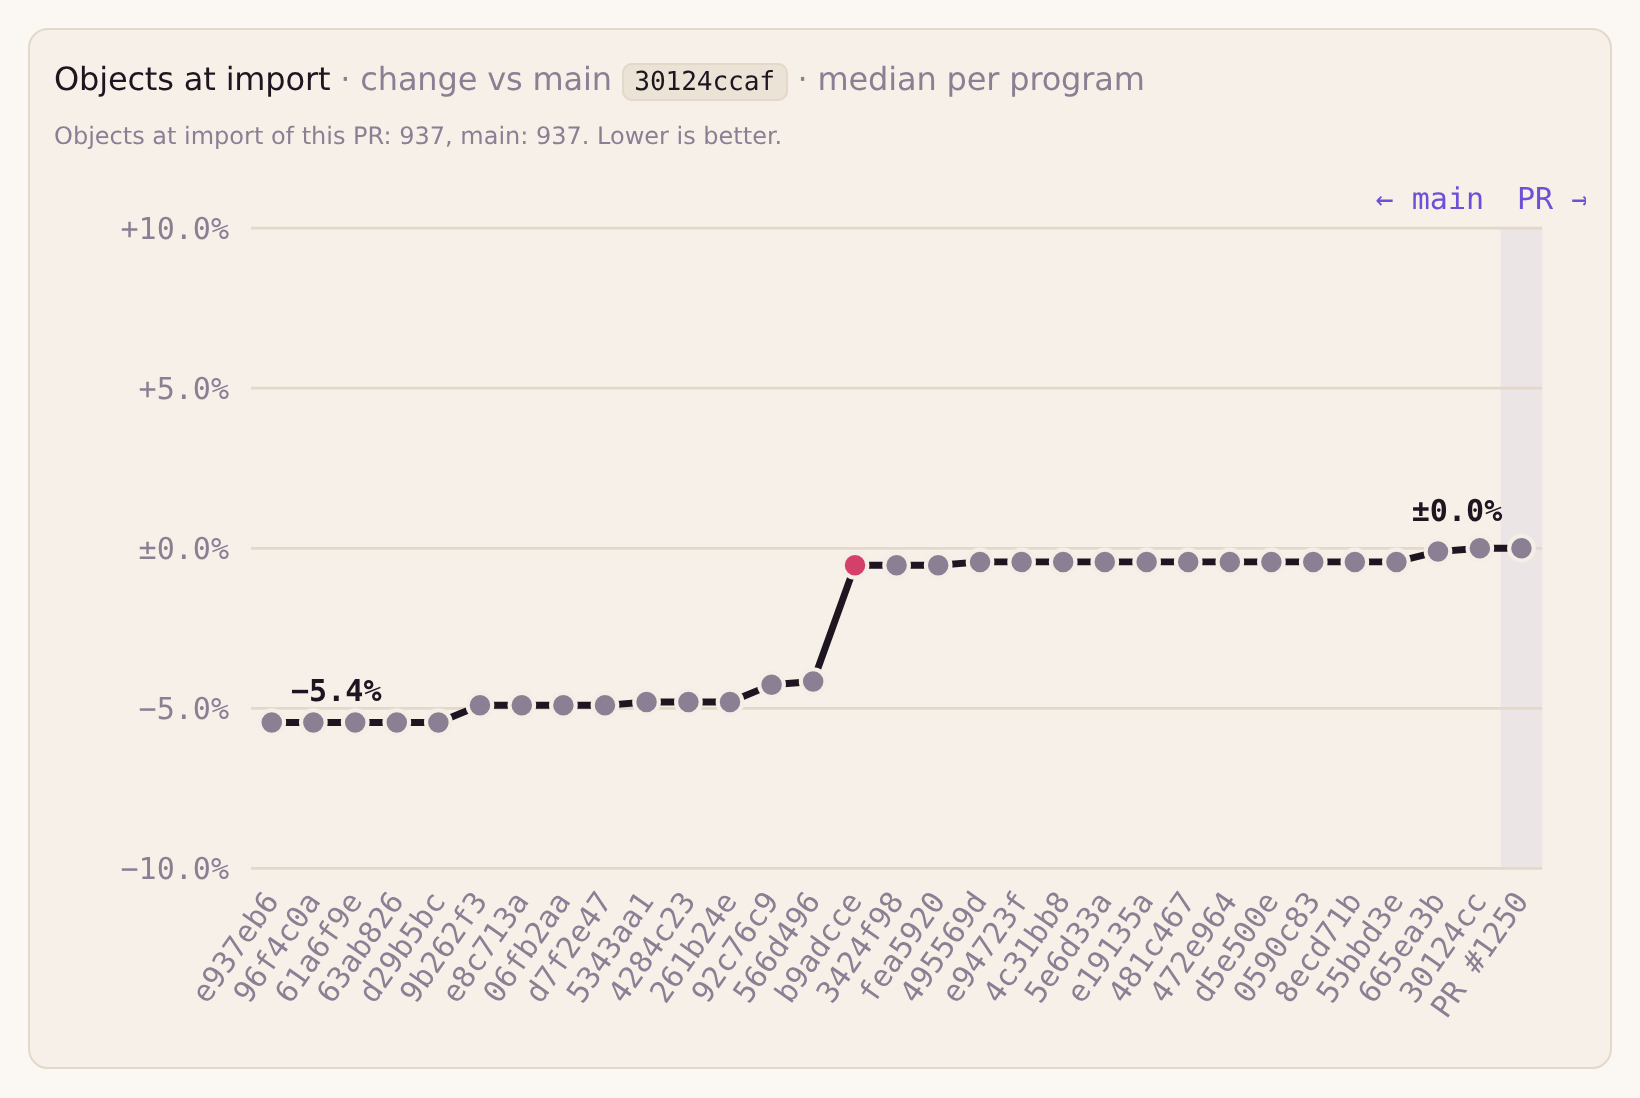 Objects at import · change vs main 30124ccaf · median per program
Objects at import of this PR: 937, main: 937. Lower is better.
← main PR →
+10.0%
+5.0%
±0.0%
−5.0%
−10.0%
−5.4%
±0.0%
e937eb6
96f4c0a
61a6f9e
63ab826
d29b5bc
9b262f3
e8c713a
06fb2aa
d7f2e47
5343aa1
4284c23
261b24e
92c76c9
566d496
b9adcce
3424f98
fea5920
495569d
e94723f
4c31bb8
5e6d33a
e19135a
481c467
472e964
d5e500e
0590c83
8ecd71b
55bbd3e
665ea3b
30124cc
PR #1250